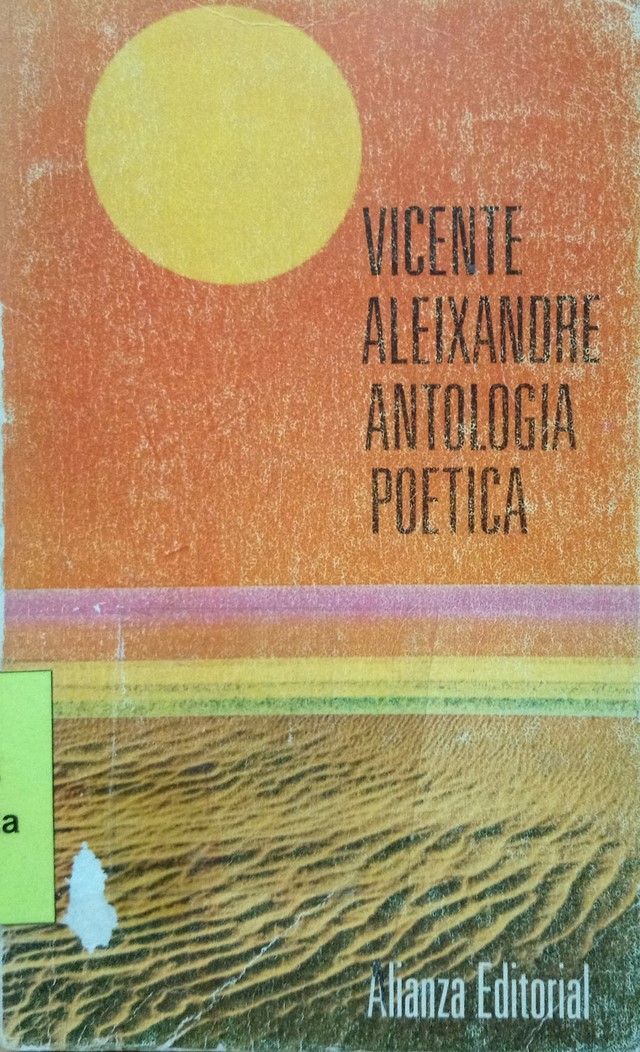 VICENTE
ALEIXANDRE
ANTOLOGIA
POETICA
a
Alianza Editorial